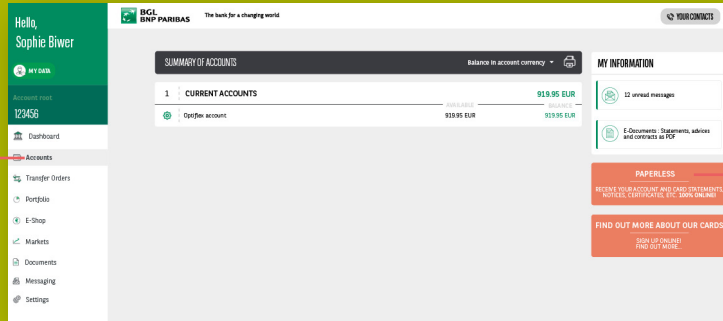 Hello,
Sophie Biwer
MY DATA
Account root
123456
Dashboard
Accounts
Transfer Orders
Portfolio
E-Shop
Markets
Documents
Messaging
Settings
BGL
BNP PARIBAS
The bank for a changing world
YOUR CONTACTS
SUMMARY OF ACCOUNTS
Balance in account currency
1 CURRENT ACCOUNTS 919.95 EUR
AVAILABLE BALANCE
Optiflex account 919.95 EUR 919.95 EUR
MY INFORMATION
12 unread messages
E-Documents : Statements, advices
and contracts as PDF
PAPERLESS
RECEIVE YOUR ACCOUNT AND CARD STATEMENTS,
NOTICES, CERTIFICATES, ETC. 100% ONLINE!
FIND OUT MORE ABOUT OUR CARDS
SIGN UP ONLINE!
FIND OUT MORE...